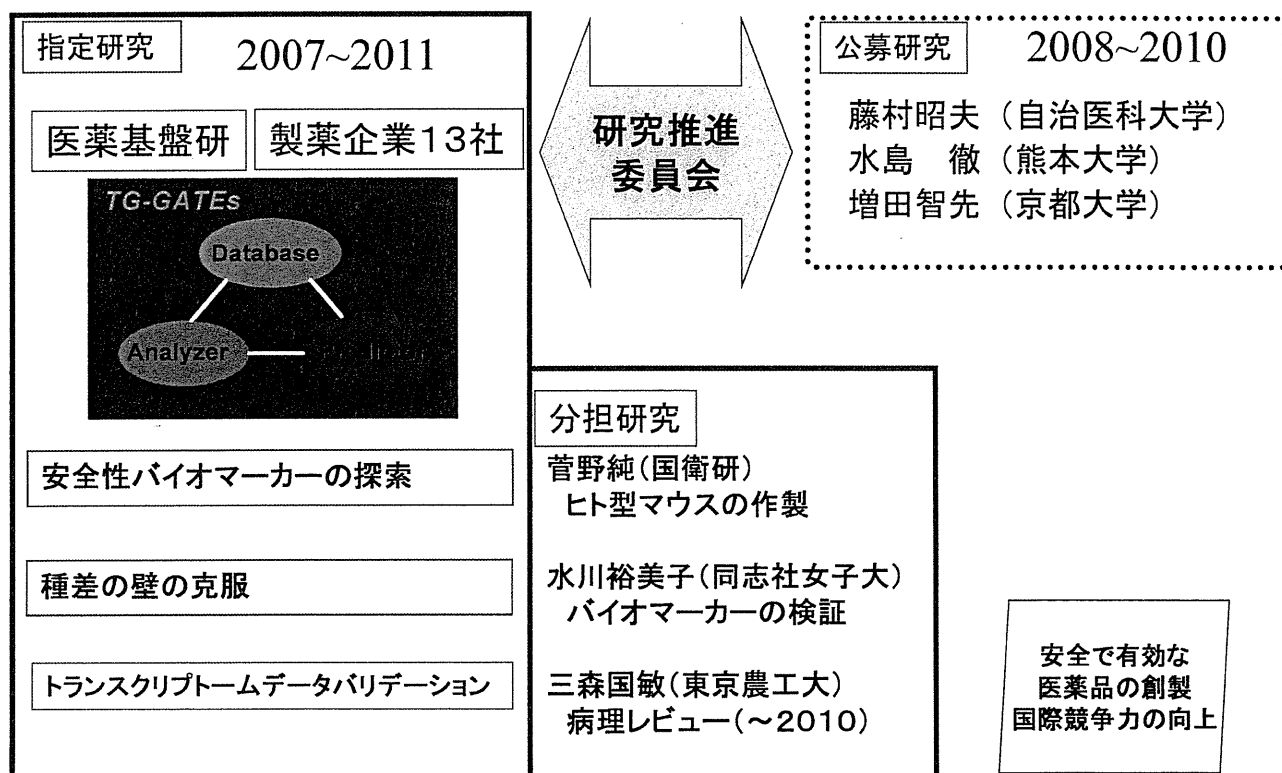 指定研究
2007~2011
医薬基盤研
製薬企業13社
TG-GATEs
Database
Analyzer
研究推進
委員会
公募研究
2008~2010
藤村昭夫（自治医科大学）
水島　徹（熊本大学）
増田智先（京都大学）
安全性バイオマーカーの探索
種差の壁の克服
トランスクリプトームデータバリデーション
分担研究
菅野純（国衛研）
ヒト型マウスの作製
水川裕美子（同志社女子大）
バイオマーカーの検証
三森国敏（東京農工大）
病理レビュー（～2010）
安全で有効な
医薬品の創製
国際競争力の向上